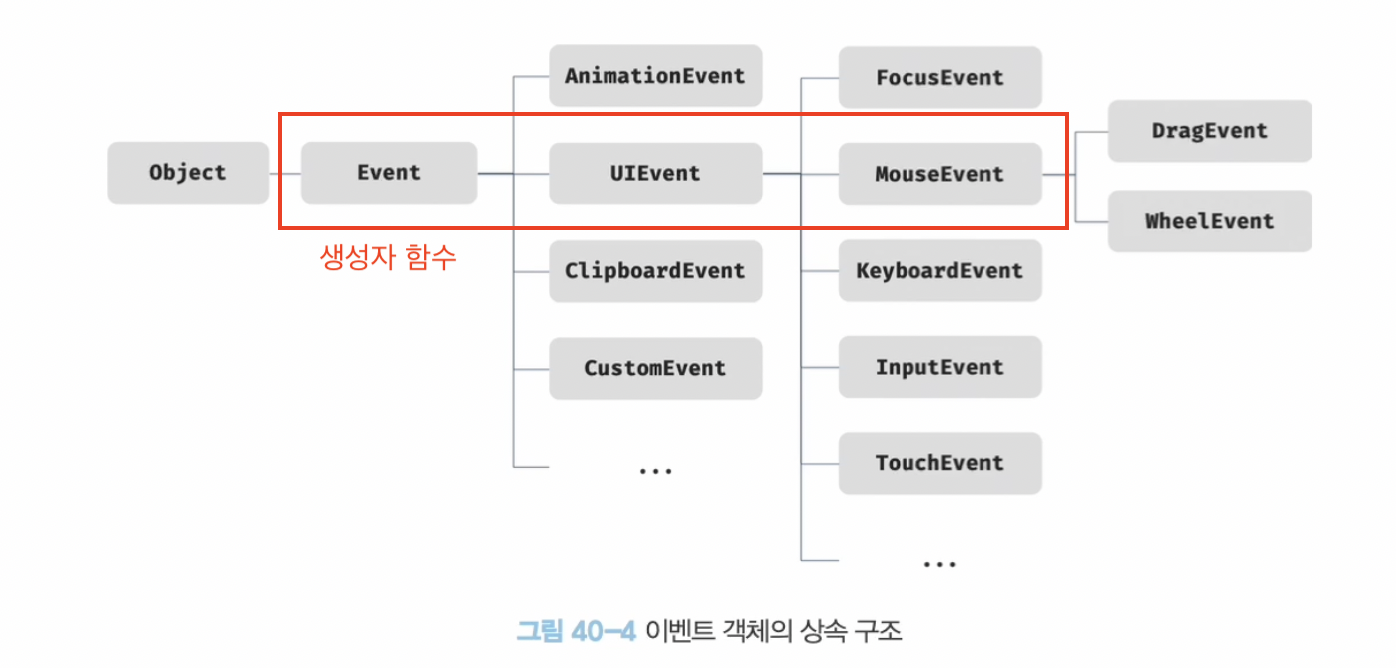 AnimationEvent
FocusEvent
DragEvent
Object
Event
UIEvent
MouseEvent
WheelEvent
생성자 함수
ClipboardEvent
KeyboardEvent
CustomEvent
InputEvent
...
TouchEvent
...
그림 40-4 이벤트 객체의 상속 구조